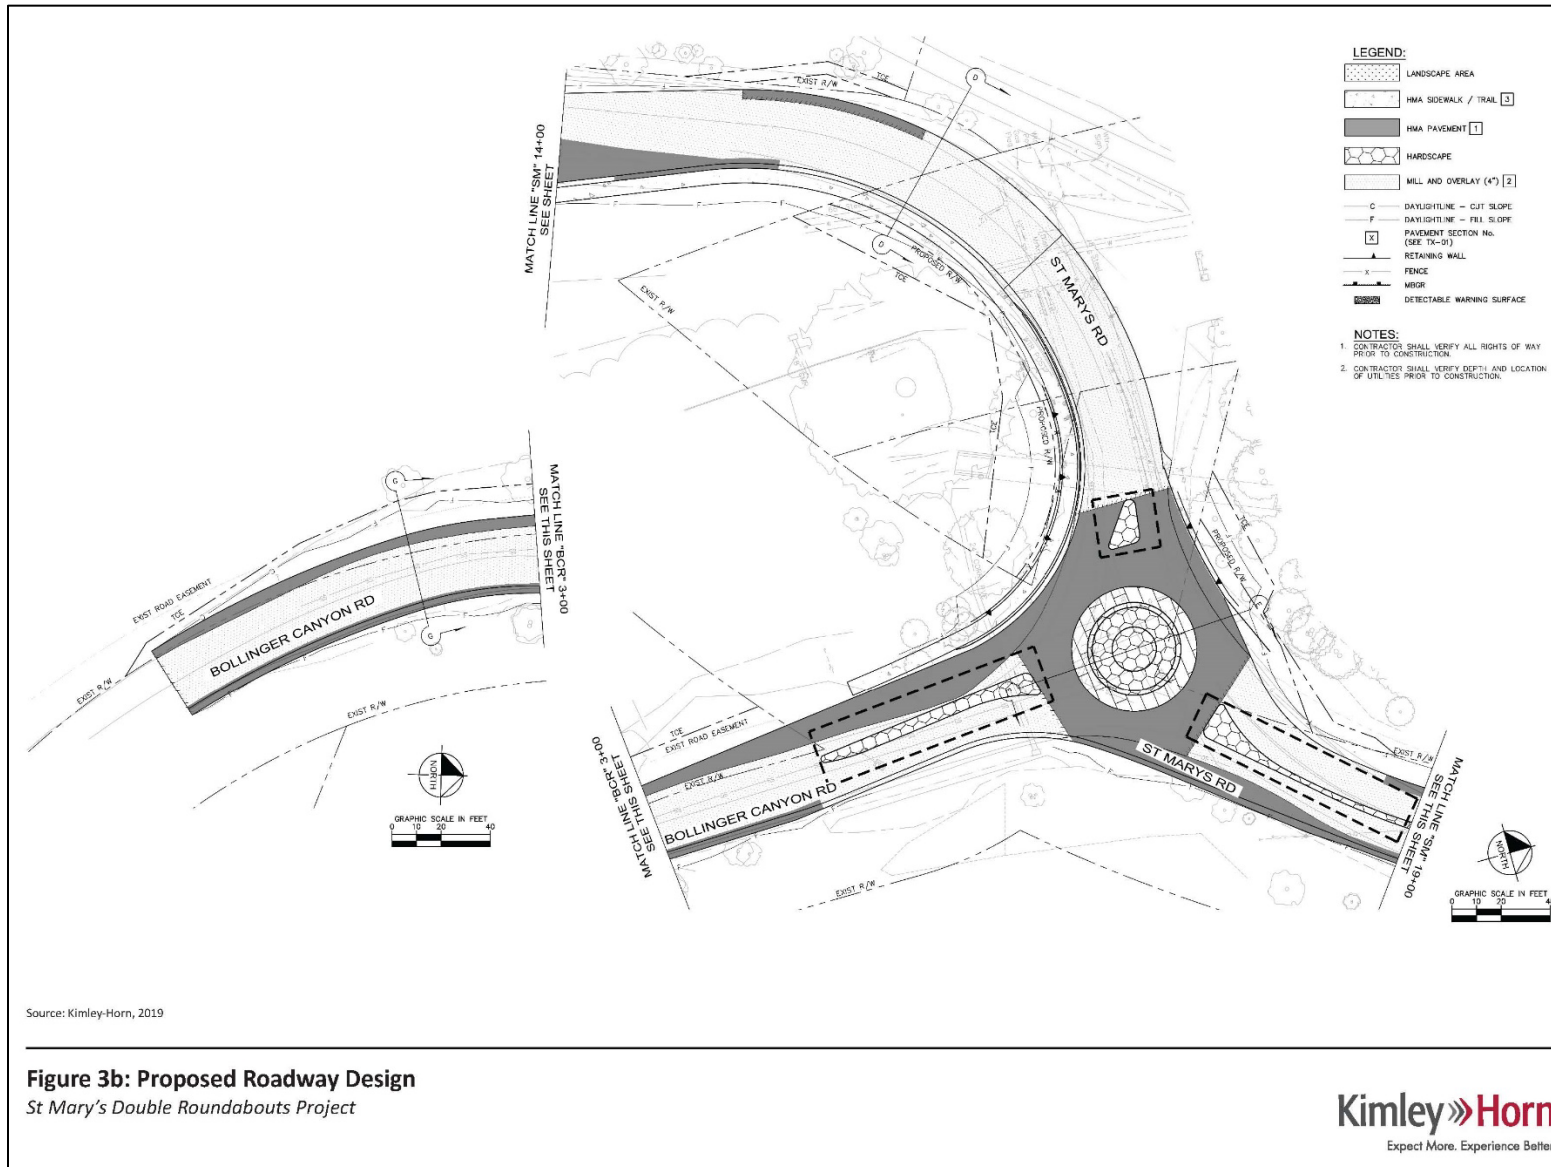 LEGEND:
LANDSCAPE AREA
HMA SIDEWALK / TRAIL 3
HMA PAVEMENT 1
HARDSCAPE
MILL AND OVERLAY (4") 2
C DAYLIGHTLINE - CUT SLOPE
F DAYLIGHTLINE - FILL SLOPE
X PAVEMENT SECTION No.
(SEE TX-01)
RETAINING WALL
X FENCE
MBGR
DETECTABLE WARNING SURFACE
NOTES:
1. CONTRACTOR SHALL VERIFY ALL RIGHTS OF WAY
PRIOR TO CONSTRUCTION.
2. CONTRACTOR SHALL VERIFY DEPTH AND LOCATION
OF UTILITIES PRIOR TO CONSTRUCTION.
EXIST R/W
TCE
D
MATCH LINE "SM" 14+00
SEE SHEET
D
PROPOSED R/W
TCE
EXIST R/W
ST MARYS RD
PROPOSED R/W
TCE
TCE
PROPOSED R/W
G
MATCH LINE "BCR" 3+00
SEE THIS SHEET
EXIST ROAD EASEMENT
TCE
BOLLINGER CANYON RD
G
EXIST R/W
EXIST R/W
NORTH
GRAPHIC SCALE IN FEET
0 10 20 40
TCE
EXIST ROAD EASEMENT
EXIST R/W
MATCH LINE "BCR" 3+00
SEE THIS SHEET
BOLLINGER CANYON RD
ST MARYS RD
EXIST R/W
EXIST R/W
MATCH LINE "SM" 19+00
SEE THIS SHEET
NORTH
GRAPHIC SCALE IN FEET
0 10 20 4
Source: Kimley-Horn, 2019
Figure 3b: Proposed Roadway Design
St Mary's Double Roundabouts Project
Kimley»Horn
Expect More. Experience Better